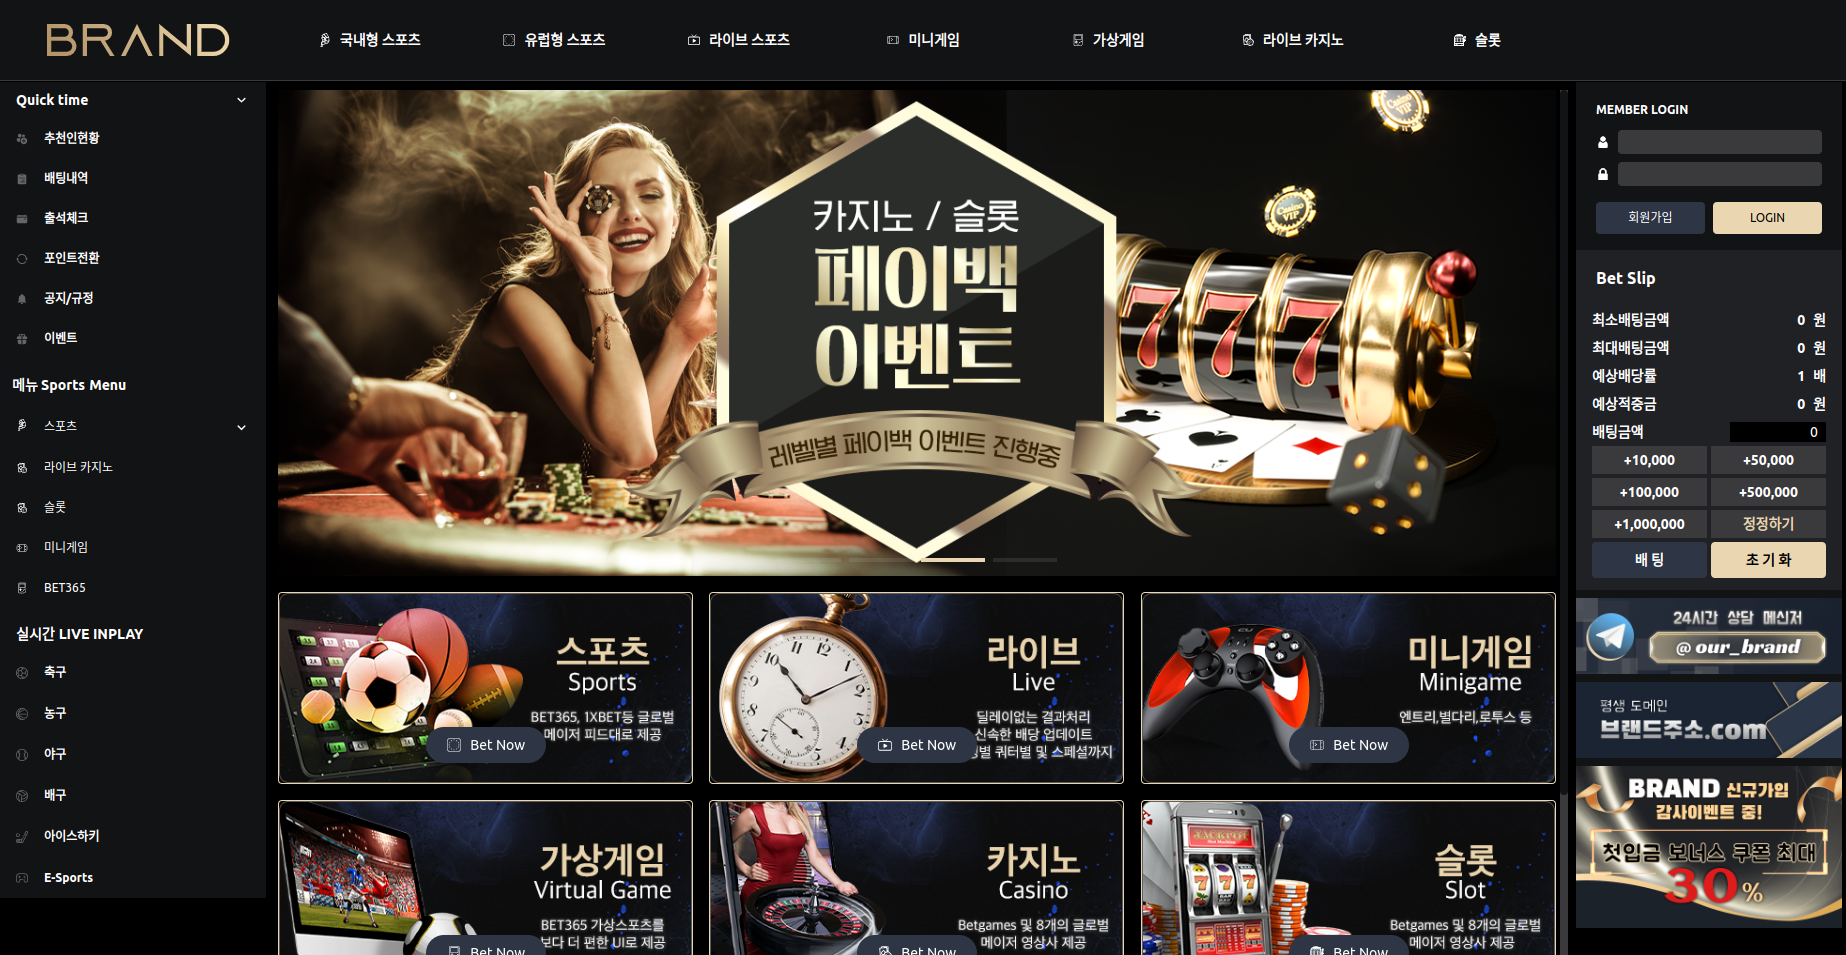 BRAND
국내형 스포츠
유럽형 스포츠
라이브 스포츠
미니게임
가상게임
라이브 카지노
슬롯
Quick time
추천인현황
배팅내역
출석체크
포인트전환
공지/규정
이벤트
메뉴 Sports Menu
스포츠
라이브 카지노
슬롯
미니게임
BET365
실시간 LIVE INPLAY
축구
농구
야구
배구
아이스하키
E-Sports
카지노 / 슬롯
페이백
이벤트
레벨별 페이백 이벤트 진행중
Casino
VIP
Casino
VIP
7777
스포츠
Sports
BET365, 1XBET등 글로벌
메이저 피드대로 제공
Bet Now
라이브
Live
딜레이없는 결과처리
신속한 배당 업데이트
쿼터별 및 스페셜까지
Bet Now
미니게임
Minigame
엔트리,별다리,로투스 등
Bet Now
가상게임
Virtual Game
BET365 가상스포츠를
보다 더 편한 UI로 제공
Bet Now
카지노
Casino
Betgames 및 8개의 글로벌
메이저 영상사 제공
Bet Now
JACKPOT
슬롯
Slot
Betgames 및 8개의 글로벌
메이저 영상사 제공
Bet Now
MEMBER LOGIN
회원가입
LOGIN
Bet Slip
최소배팅금액 0 원
최대배팅금액 0 원
예상배당률 1 배
예상적중금 0 원
배팅금액 0
+10,000 +50,000
+100,000 +500,000
+1,000,000 정정하기
배 팅 초 기 화
24시간 상담 메신저
@ our_brand
평생 도메인
브랜드주소.com
BRAND 신규가입
감사이벤트 중!
첫입금 보너스 쿠폰 최대
30%